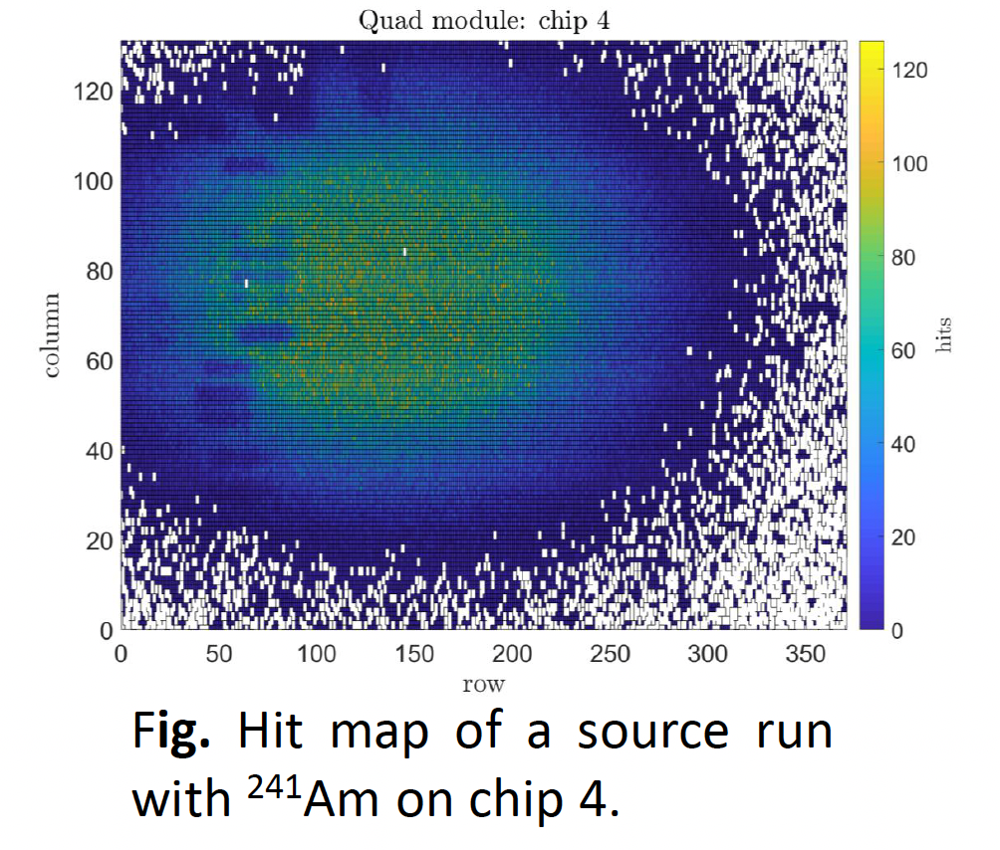 Quad module: chip 4
120
100
80
60
40
20
0
column
0 50 100 150 200 250 300 350
row
120
100
80
60
40
20
0
hits
Fig. Hit map of a source run
with ²⁴¹Am on chip 4.